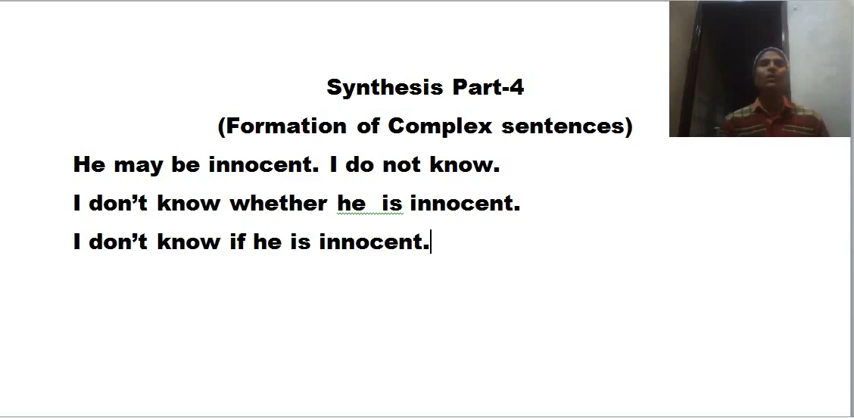 Synthesis Part-4
(Formation of Complex sentences)
He may be innocent. I do not know.
I don’t know whether he  is innocent.
I don’t know if he is innocent.